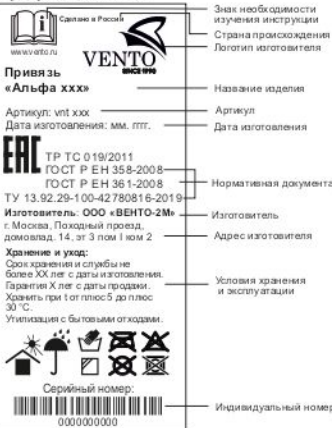 Сделано в России
www.vento.ru
VENTO
SINCE 1990
Привязь
«Альфа xxx»
Артикул: vnt xxx
Дата изготовления: мм. гггг.
ЕАС
ТР ТС 019/2011
ГОСТ Р ЕН 358-2008
ГОСТ Р ЕН 361-2008
ТУ 13.92.29-100-42780816-2019
Изготовитель: ООО «ВЕНТО-2М»
г. Москва, Походный проезд,
домовлад. 14, эт 3 пом I ком 2
Хранение и уход:
Срок хранения и службы не
более XX лет с даты изготовления.
Гарантия X лет с даты продажи.
Хранить при t от плюс 5 до плюс
30 °C.
Утилизация с бытовыми отходами.
Серийный номер:
0000000000
Знак необходимости
изучения инструкции
Страна происхождения
Логотип изготовителя
Название изделия
Артикул
Дата изготовления
Нормативная документа
Изготовитель
Адрес изготовителя
Условия хранения
и эксплуатации
Индивидуальный номер